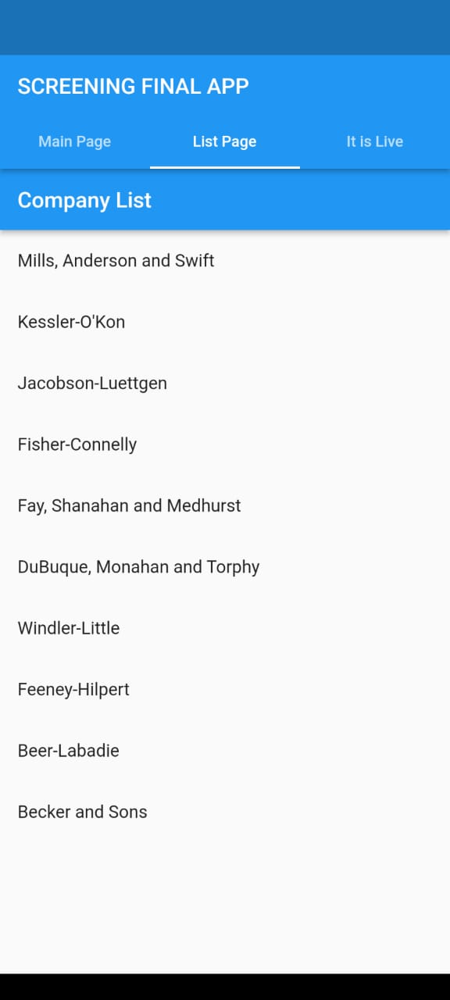 SCREENING FINAL APP
Main Page List Page It is Live
Company List
Mills, Anderson and Swift
Kessler-O'Kon
Jacobson-Luettgen
Fisher-Connelly
Fay, Shanahan and Medhurst
DuBuque, Monahan and Torphy
Windler-Little
Feeney-Hilpert
Beer-Labadie
Becker and Sons